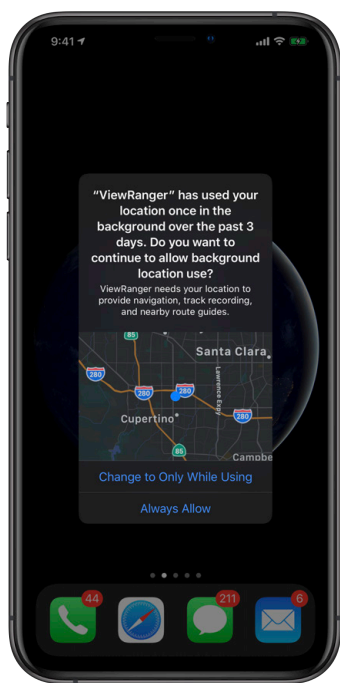 9:41
"ViewRanger" has used your
location once in the
background over the past 3
days. Do you want to
continue to allow background
location use?
ViewRanger needs your location to
provide navigation, track recording,
and nearby route guides.
85
Santa Clara
280
Lawrence Expy
280
280
280
Cupertino
85
Campbe
Change to Only While Using
Always Allow
44
211
6